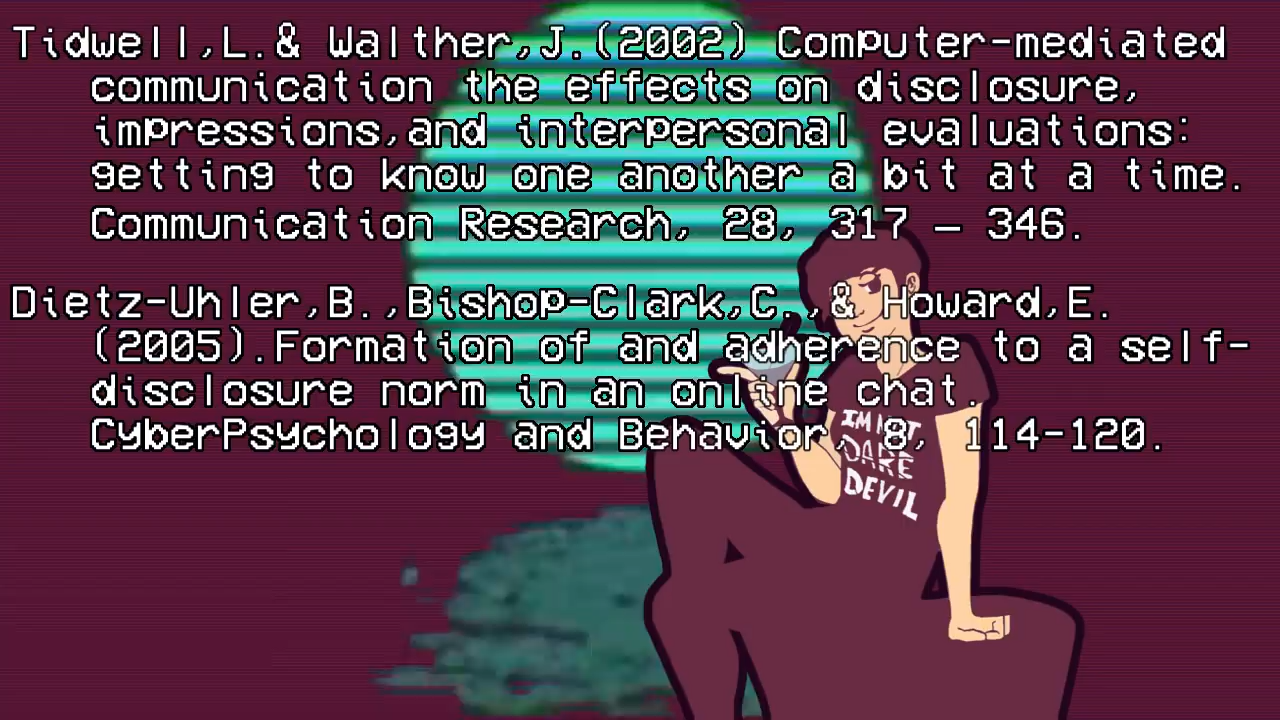 Tidwell,L.& Walther,J.(2002) Computer-mediated
communication the effects on disclosure,
impressions,and interpersonal evaluations:
getting to know one another a bit at a time.
Communication Research, 28, 317 – 346.
Dietz-Uhler,B.,Bishop-Clark,C.,& Howard,E.
(2005).Formation of and adherence to a self-
disclosure norm in an online chat.
CyberPsychology and Behavior, 8, 114-120.
IM NOT
DARE
DEVIL